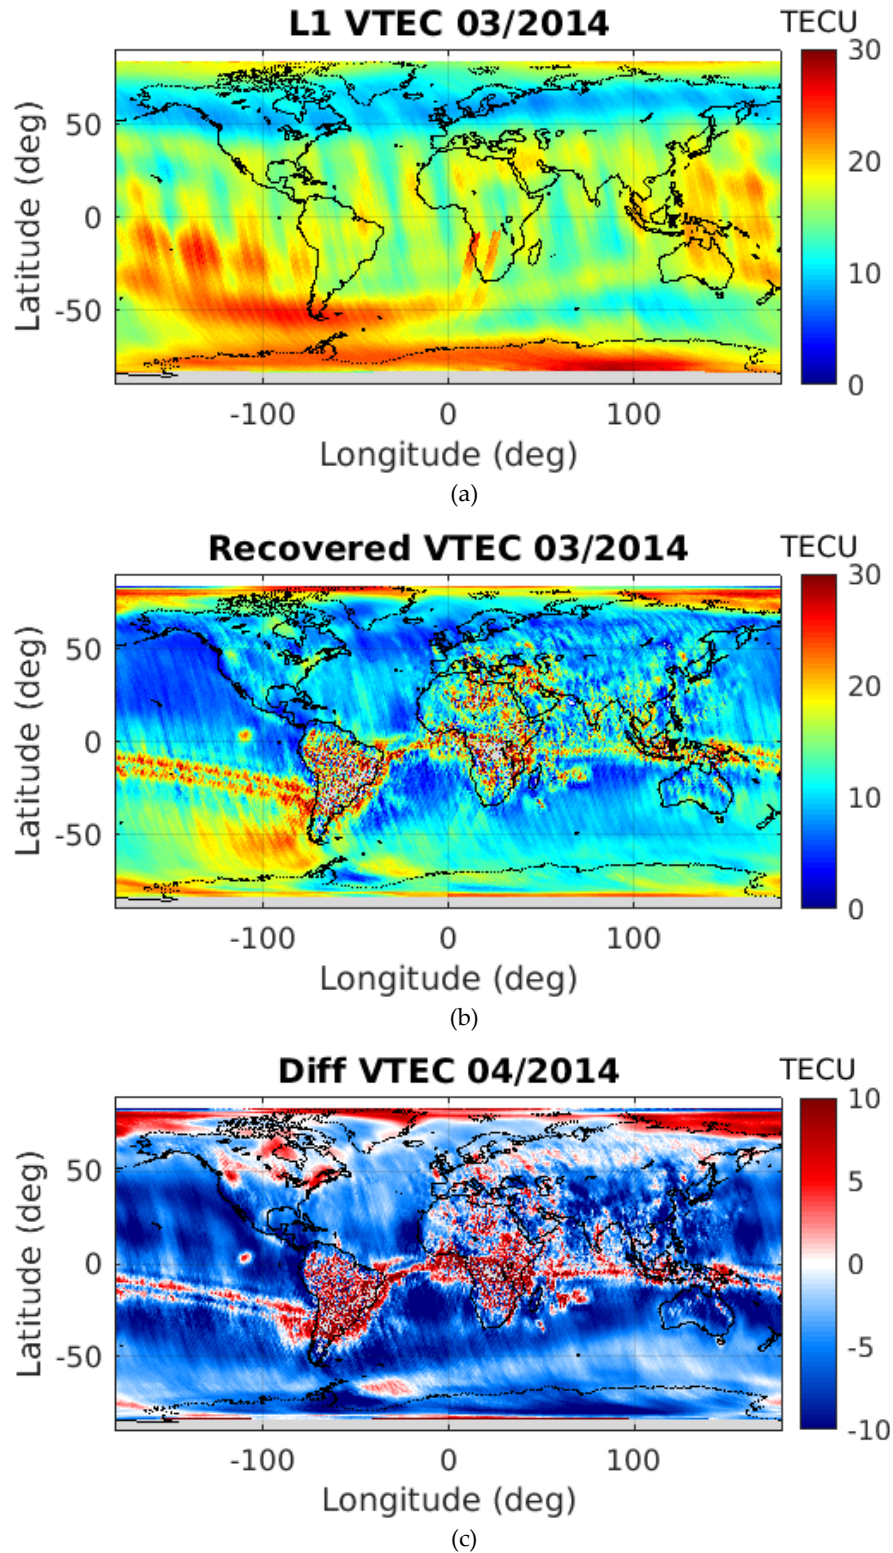 L1 VTEC 03/2014 TECU
30
20
10
0
50
0
-50
Latitude (deg)
-100 0 100
Longitude (deg)
(a)
Recovered VTEC 03/2014 TECU
30
20
10
0
50
0
-50
Latitude (deg)
-100 0 100
Longitude (deg)
(b)
Diff VTEC 04/2014 TECU
10
5
0
-5
-10
50
0
-50
Latitude (deg)
-100 0 100
Longitude (deg)
(c)